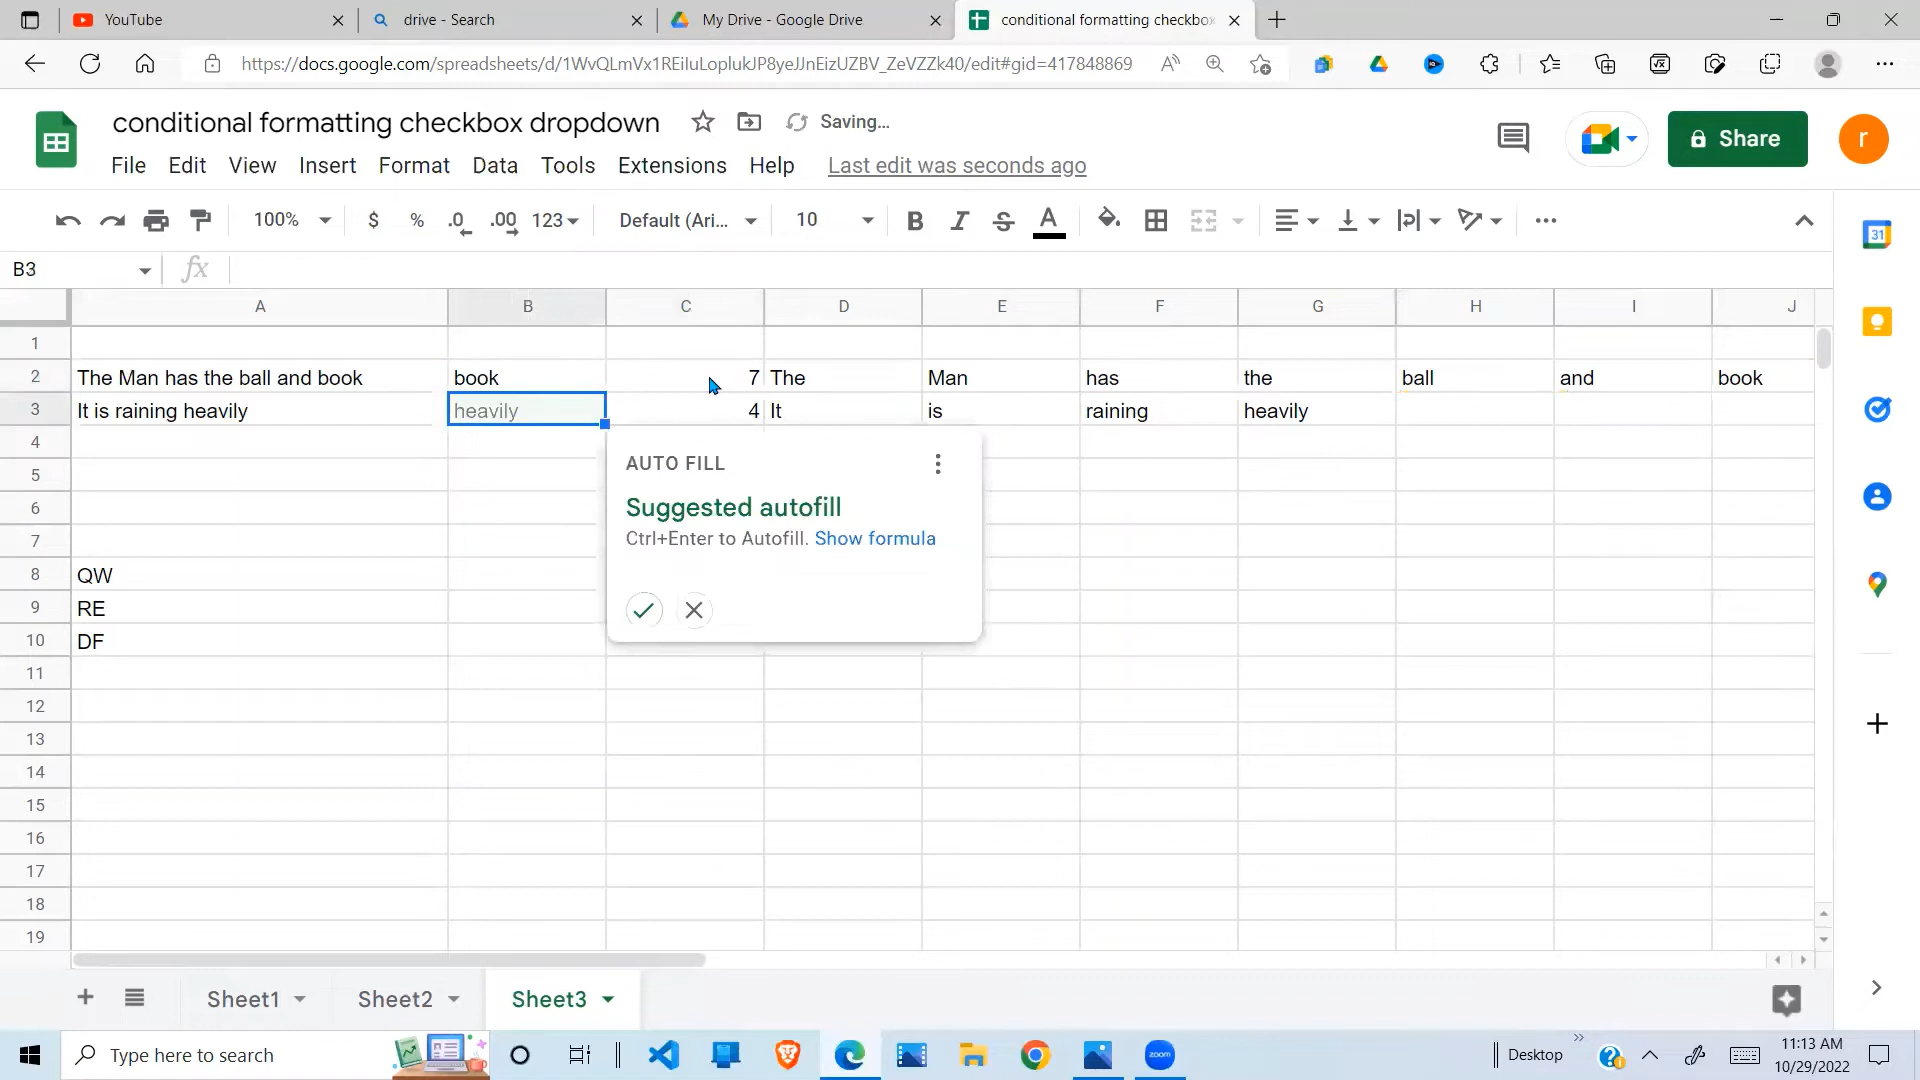 YouTube
drive - Search
My Drive - Google Drive
conditional formatting checkbox
https://docs.google.com/spreadsheets/d/1WvQLmVx1REiluLoplukJP8yeJJnEizUZBV_ZeVZZk40/edit#gid=417848869
conditional formatting checkbox dropdown
Saving...
File Edit View Insert Format Data Tools Extensions Help Last edit was seconds ago
Share
r
100% $ % .0 .00 123 Default (Ari... 10 B I S A
31
B3 fx
A B C D E F G H I J
1
2 The Man has the ball and book book 7 The Man has the ball and book
3 It is raining heavily heavily 4 It is raining heavily
4
5
6
7
8 QW
9 RE
10 DF
11
12
13
14
15
16
17
18
19
AUTO FILL
Suggested autofill
Ctrl+Enter to Autofill. Show formula
Sheet1 Sheet2 Sheet3
Type here to search
zoom
Desktop
11:13 AM
10/29/2022